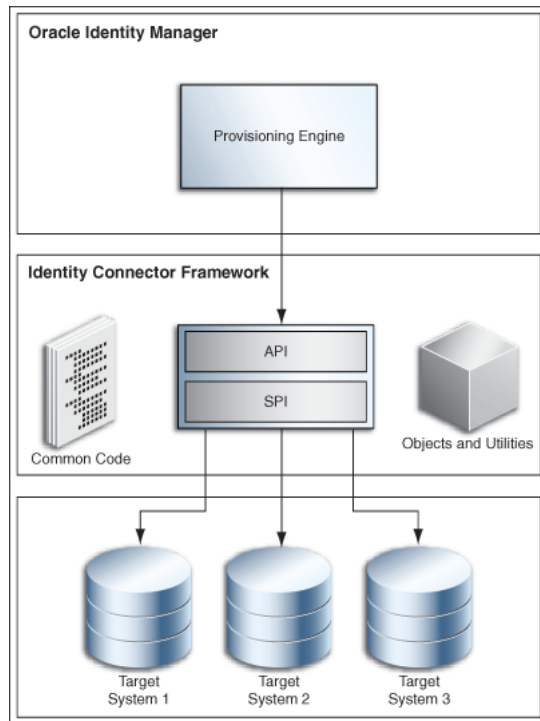 Oracle Identity Manager
Provisioning Engine
Identity Connector Framework
API
SPI
Common Code
Objects and Utilities
Target
System 1
Target
System 2
Target
System 3